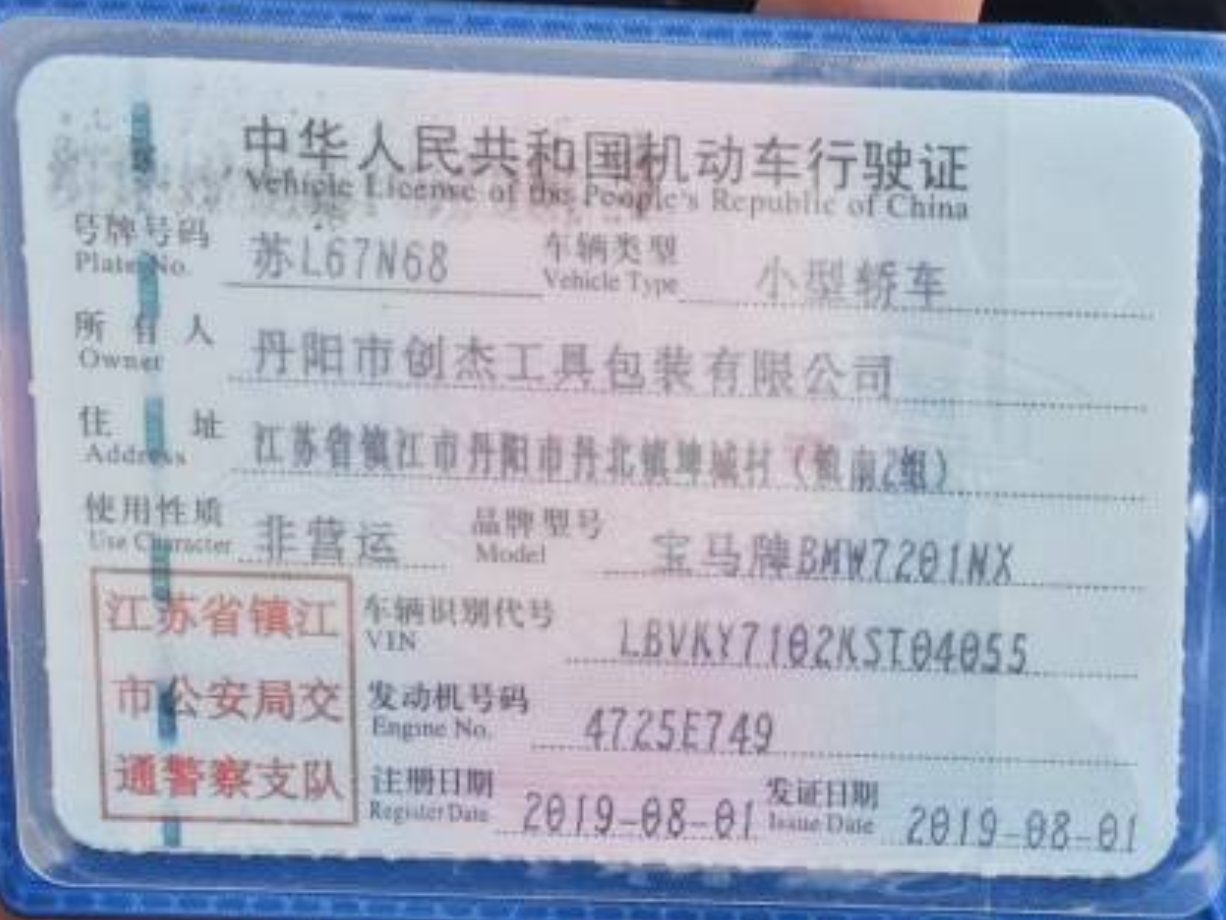 中华人民共和国机动车行驶证
Vehicle License of the People's Republic of China
号牌号码 苏L67N68 车辆类型 小型轿车
Plate No. Vehicle Type
所有人 丹阳市创杰工具包装有限公司
Owner
住址 江苏省镇江市丹阳市丹北镇埤城村（镇南2组）
Address
使用性质 非营运 品牌型号 宝马牌BMW7201NX
Use Character Model
江苏省镇江
市公安局交
通警察支队
车辆识别代号 LBVKY7102KST04055
VIN
发动机号码 4725E749
Engine No.
注册日期 2019-08-01 发证日期 2019-08-01
Register Date Issue Date